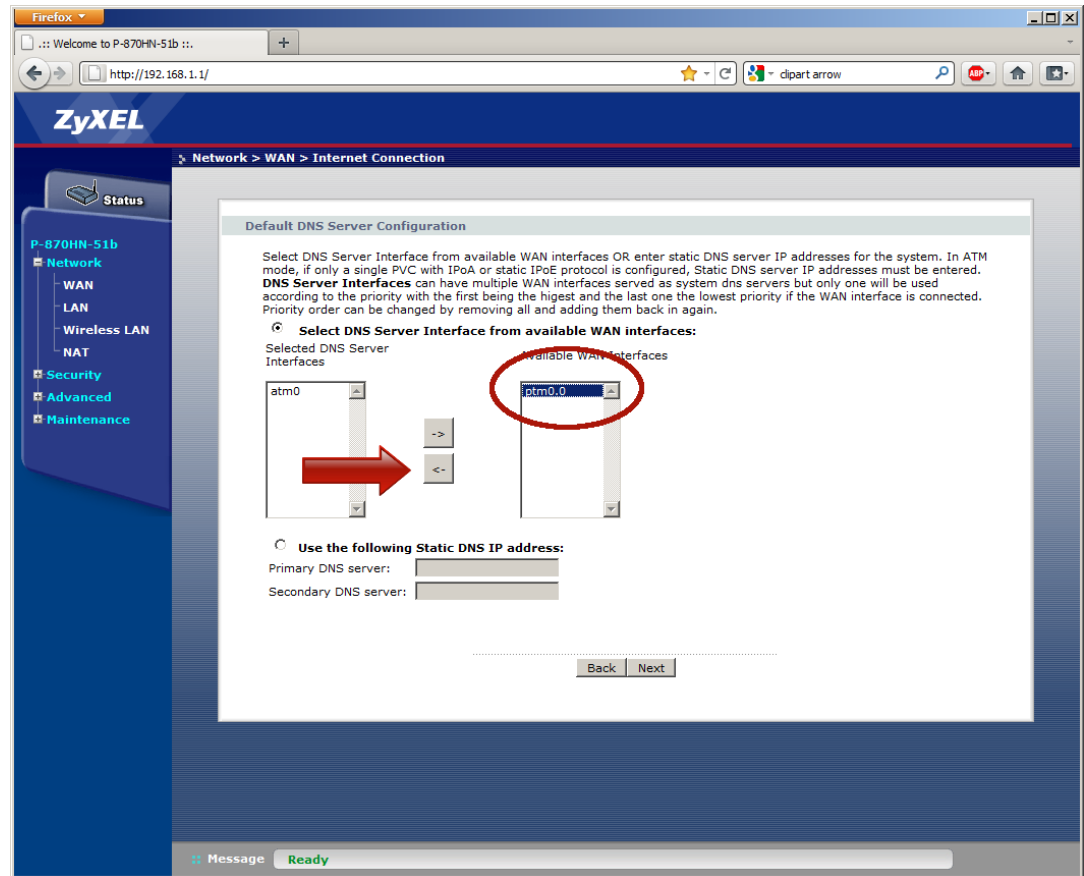 Firefox
.:: Welcome to P-870HN-51b ::.
+
http://192.168.1.1/
clipart arrow
ABP
ZyXEL
Network > WAN > Internet Connection
Status
P-870HN-51b
Network
WAN
LAN
Wireless LAN
NAT
Security
Advanced
Maintenance
Default DNS Server Configuration
Select DNS Server Interface from available WAN interfaces OR enter static DNS server IP addresses for the system. In ATM
mode, if only a single PVC with IPoA or static IPoE protocol is configured, Static DNS server IP addresses must be entered.
DNS Server Interfaces can have multiple WAN interfaces served as system dns servers but only one will be used
according to the priority with the first being the higest and the last one the lowest priority if the WAN interface is connected.
Priority order can be changed by removing all and adding them back in again.
Select DNS Server Interface from available WAN interfaces:
Selected DNS Server
Interfaces
Available WAN Interfaces
atm0
ptm0.0
->
<-
Use the following Static DNS IP address:
Primary DNS server:
Secondary DNS server:
Back Next
:: Message Ready